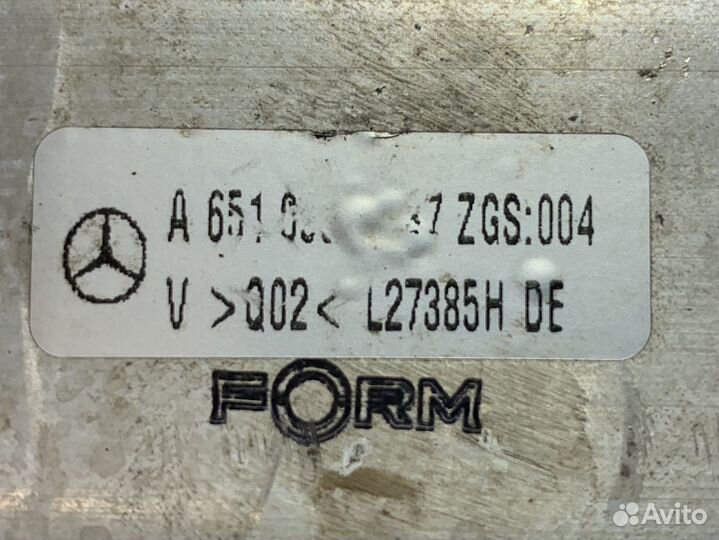 A 651 ZGS:004
V >Q02< L27385H DE
FORM
Avito